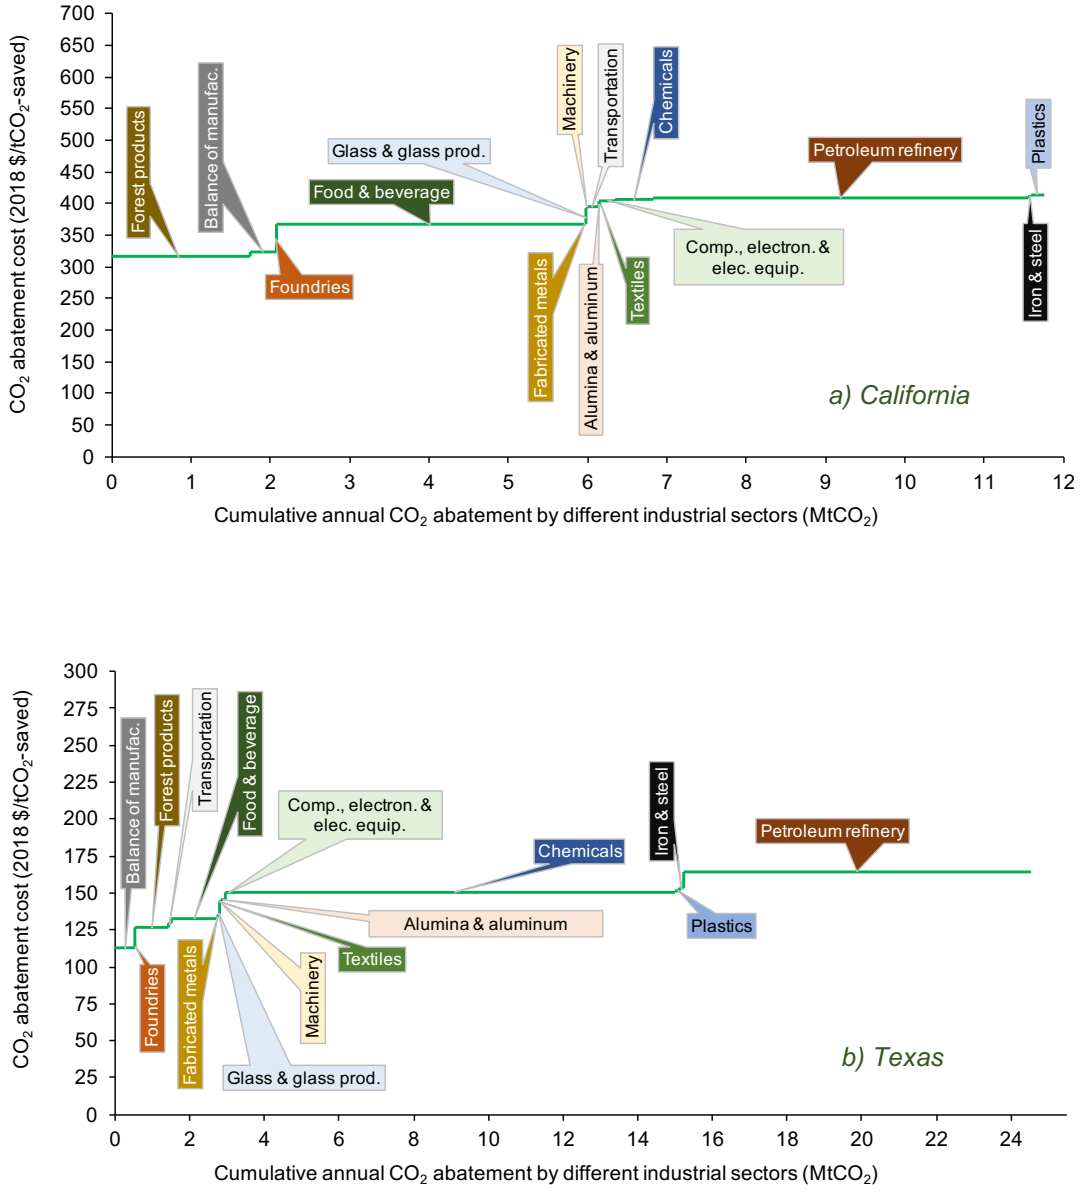 CO₂ abatement cost (2018 $/tCO₂-saved)
700
650
600
550
500
450
400
350
300
250
200
150
100
50
0
Forest products
Balance of manufac.
Foundries
Glass & glass prod.
Food & beverage
Machinery
Transportation
Chemicals
Fabricated metals
Alumina & aluminum
Textiles
Comp., electron. &
elec. equip.
Petroleum refinery
Plastics
Iron & steel
a) California
0 1 2 3 4 5 6 7 8 9 10 11 12
Cumulative annual CO₂ abatement by different industrial sectors (MtCO₂)
CO₂ abatement cost (2018 $/tCO₂-saved)
300
275
250
225
200
175
150
125
100
75
50
25
0
Balance of manufac.
Forest products
Transportation
Food & beverage
Comp., electron. &
elec. equip.
Chemicals
Iron & steel
Petroleum refinery
Plastics
Alumina & aluminum
Textiles
Machinery
Foundries
Fabricated metals
Glass & glass prod.
b) Texas
0 2 4 6 8 10 12 14 16 18 20 22 24
Cumulative annual CO₂ abatement by different industrial sectors (MtCO₂)